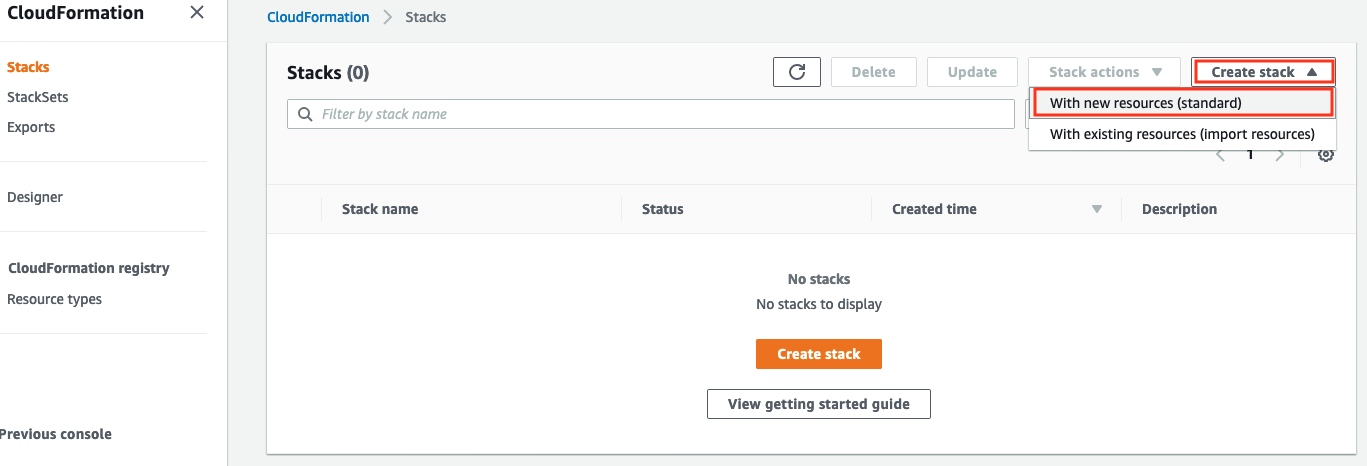 CloudFormation
Stacks
StackSets
Exports
Designer
CloudFormation registry
Resource types
Previous console
CloudFormation Stacks
Stacks (0)
Delete
Update
Stack actions
Create stack
With new resources (standard)
With existing resources (import resources)
Filter by stack name
1
Stack name
Status
Created time
Description
No stacks
No stacks to display
Create stack
View getting started guide